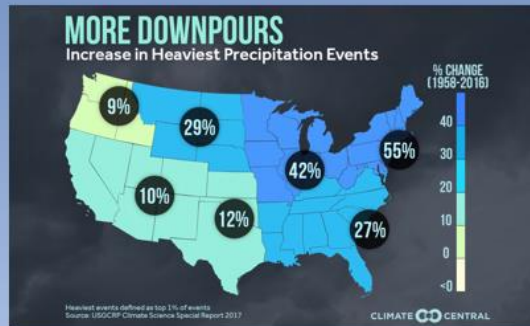 MORE DOWNPOURS
Increase in Heaviest Precipitation Events
% CHANGE
(1958-2016)
9%
29%
42%
55%
10%
12%
27%
40
30
20
10
0
<0
Heaviest events defined as top 1% of events
Source: USGCRP Climate Science Special Report 2017
CLIMATE CENTRAL